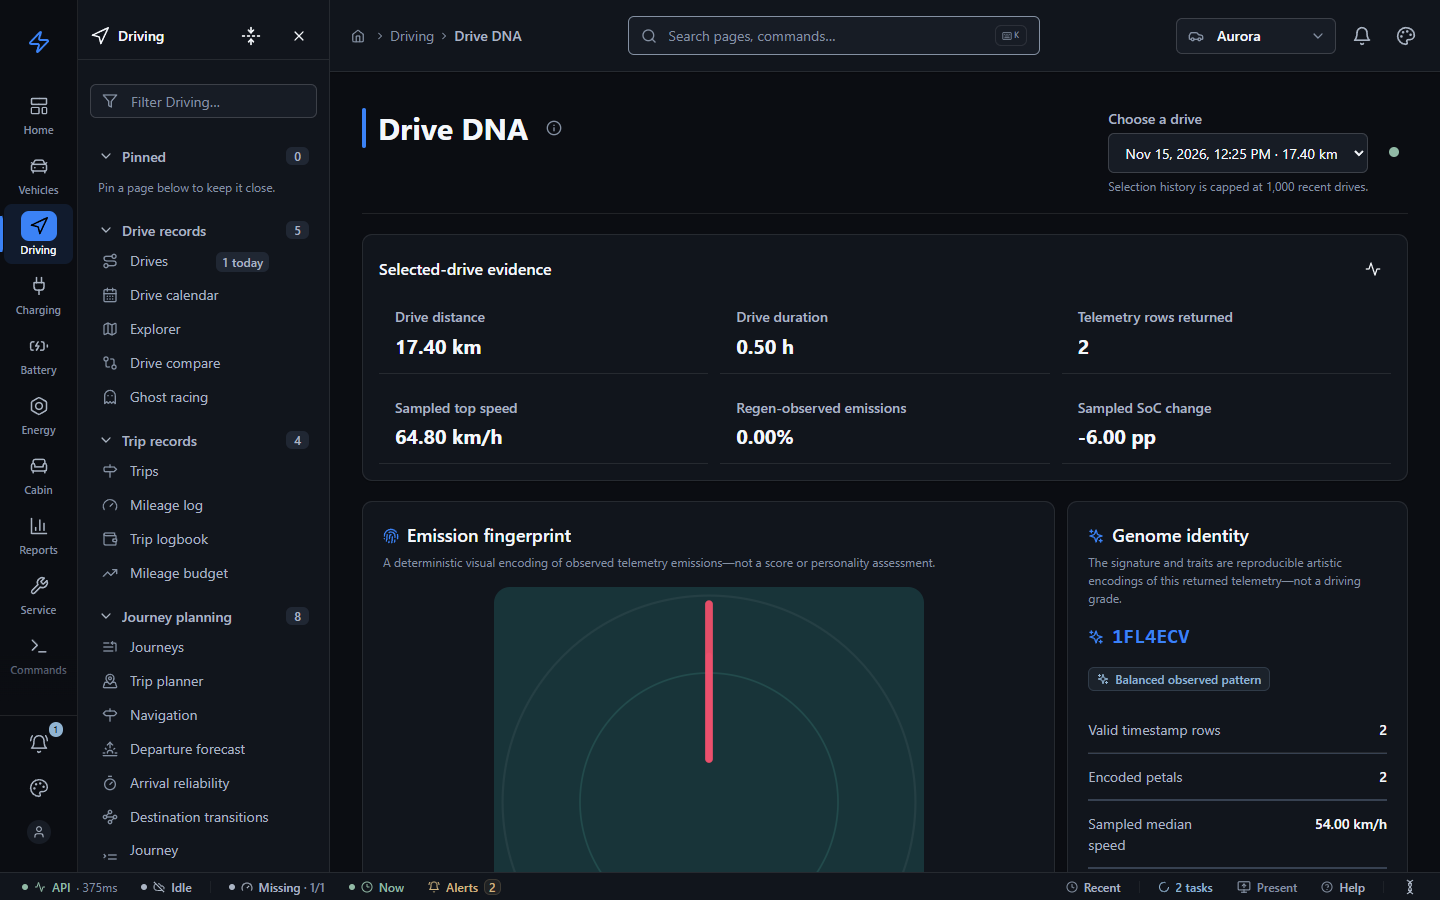 Home
Vehicles
Driving
Charging
Battery
Energy
Cabin
Reports
Service
Commands
1
Driving
Filter Driving...
Pinned 0
Pin a page below to keep it close.
Drive records 5
Drives 1 today
Drive calendar
Explorer
Drive compare
Ghost racing
Trip records 4
Trips
Mileage log
Trip logbook
Mileage budget
Journey planning 8
Journeys
Trip planner
Navigation
Departure forecast
Arrival reliability
Destination transitions
Journey
Driving Drive DNA
Search pages, commands... K
Aurora
Drive DNA
Choose a drive
Nov 15, 2026, 12:25 PM · 17.40 km
Selection history is capped at 1,000 recent drives.
Selected-drive evidence
Drive distance
17.40 km
Drive duration
0.50 h
Telemetry rows returned
2
Sampled top speed
64.80 km/h
Regen-observed emissions
0.00%
Sampled SoC change
-6.00 pp
Emission fingerprint
A deterministic visual encoding of observed telemetry emissions—not a score or personality assessment.
Genome identity
The signature and traits are reproducible artistic
encodings of this returned telemetry—not a driving
grade.
1FL4ECV
Balanced observed pattern
Valid timestamp rows 2
Encoded petals 2
Sampled median 54.00 km/h
speed
API · 375ms
Idle
Missing · 1/1
Now
Alerts 2
Recent
2 tasks
Present
Help